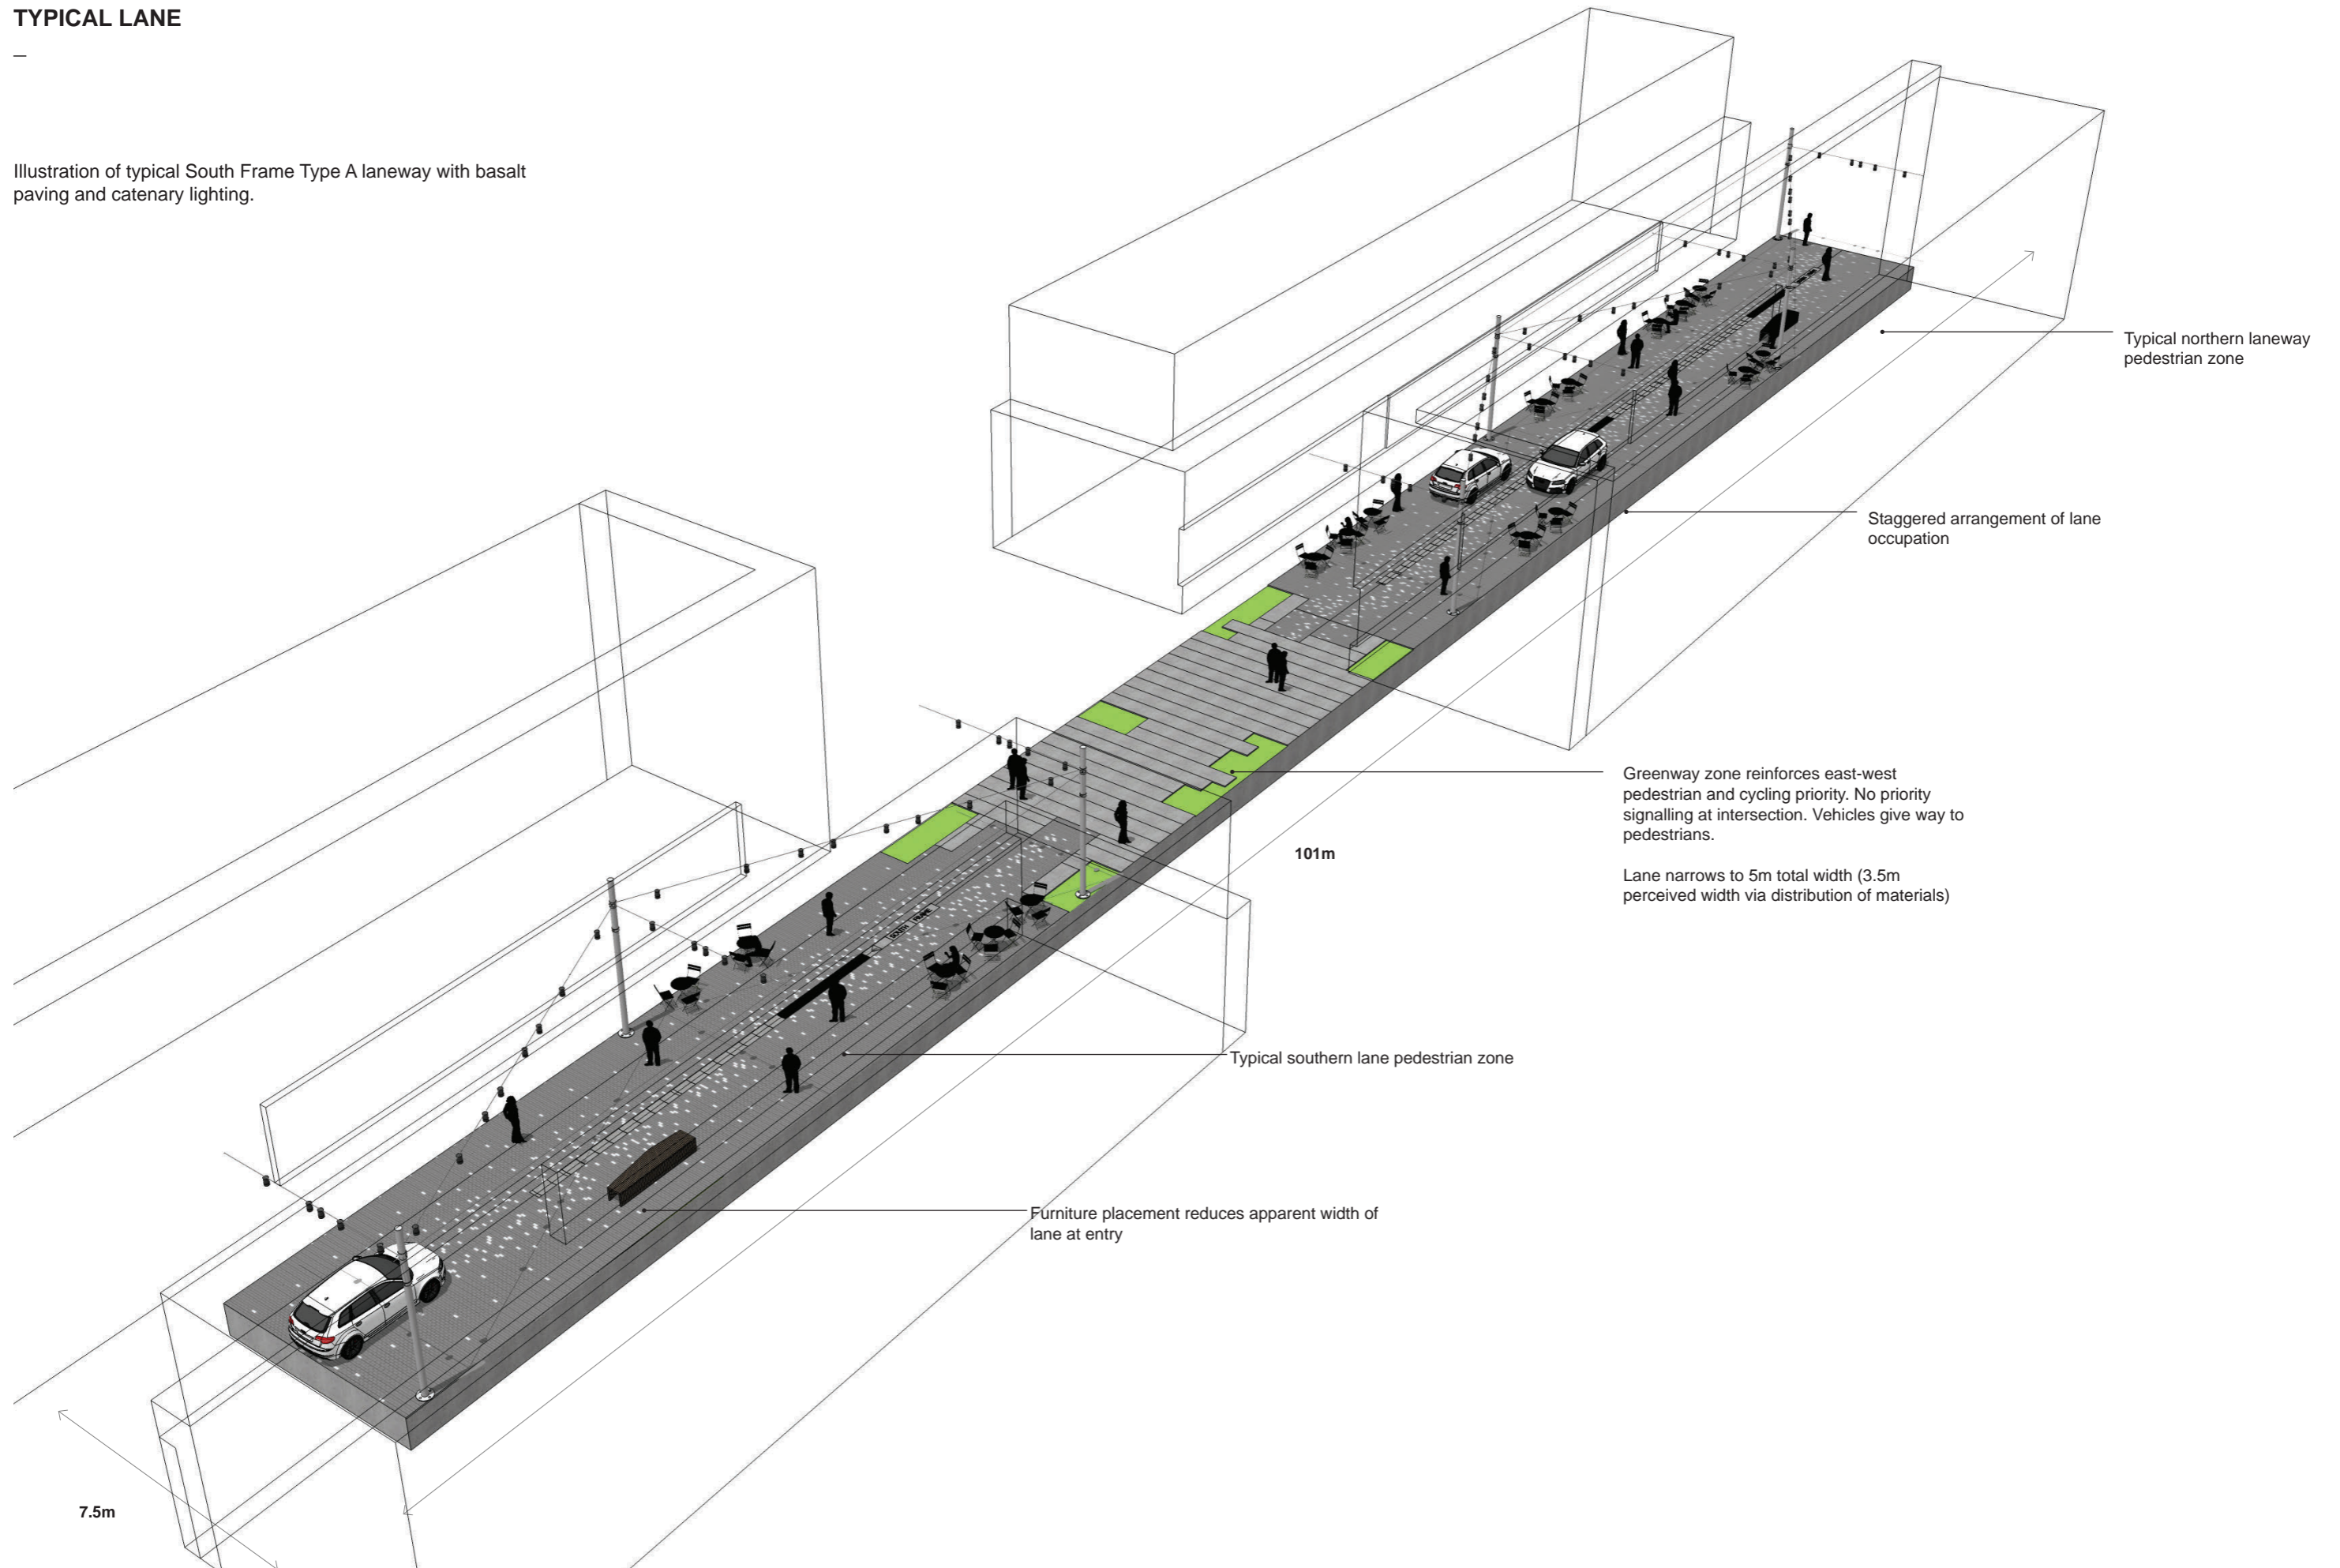 TYPICAL LANE
–
Illustration of typical South Frame Type A laneway with basalt
paving and catenary lighting.
Typical northern laneway
pedestrian zone
Staggered arrangement of lane
occupation
Greenway zone reinforces east-west
pedestrian and cycling priority. No priority
signalling at intersection. Vehicles give way to
pedestrians.
Lane narrows to 5m total width (3.5m
perceived width via distribution of materials)
101m
SOUTH FRAME
Typical southern lane pedestrian zone
Furniture placement reduces apparent width of
lane at entry
7.5m